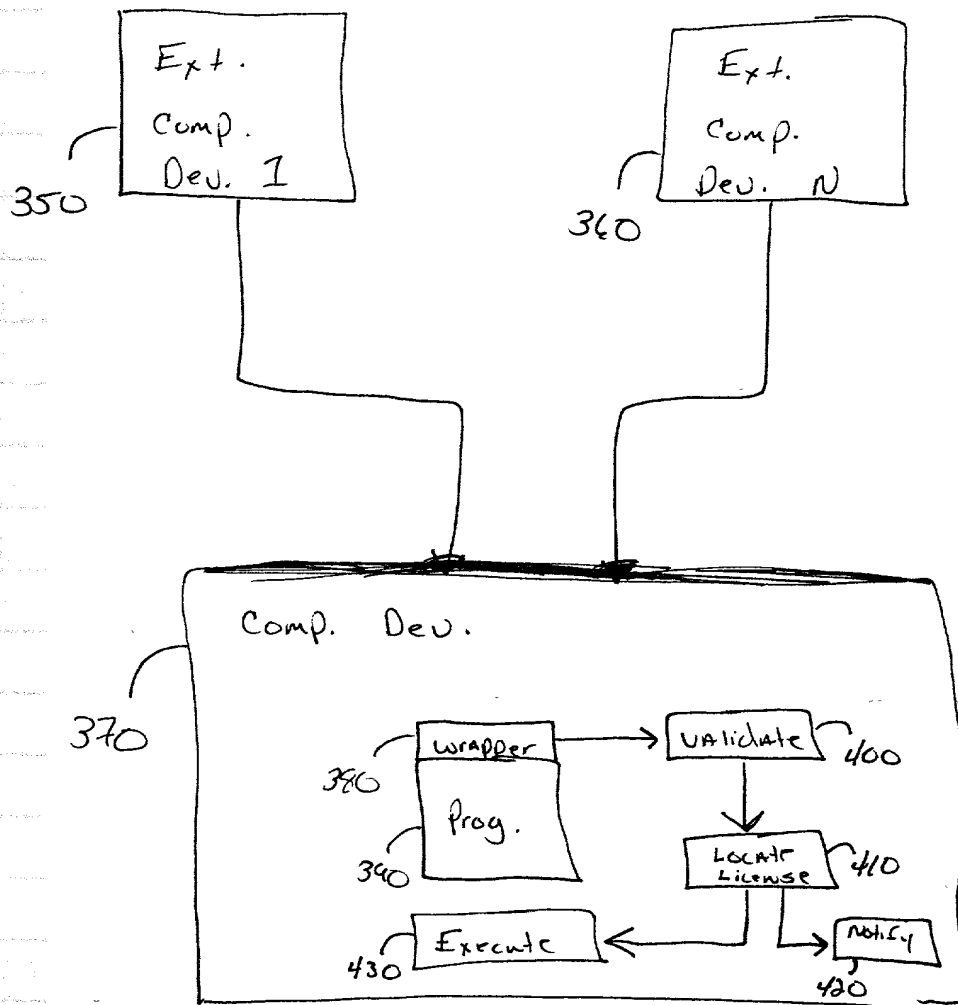 Ext.
Comp.
Dev. 1
350
Ext.
Comp.
Dev. N
360
Comp. Dev.
370
Wrapper
380
Prog.
390
Validate
400
Locate
License
410
Execute
430
Notify
420